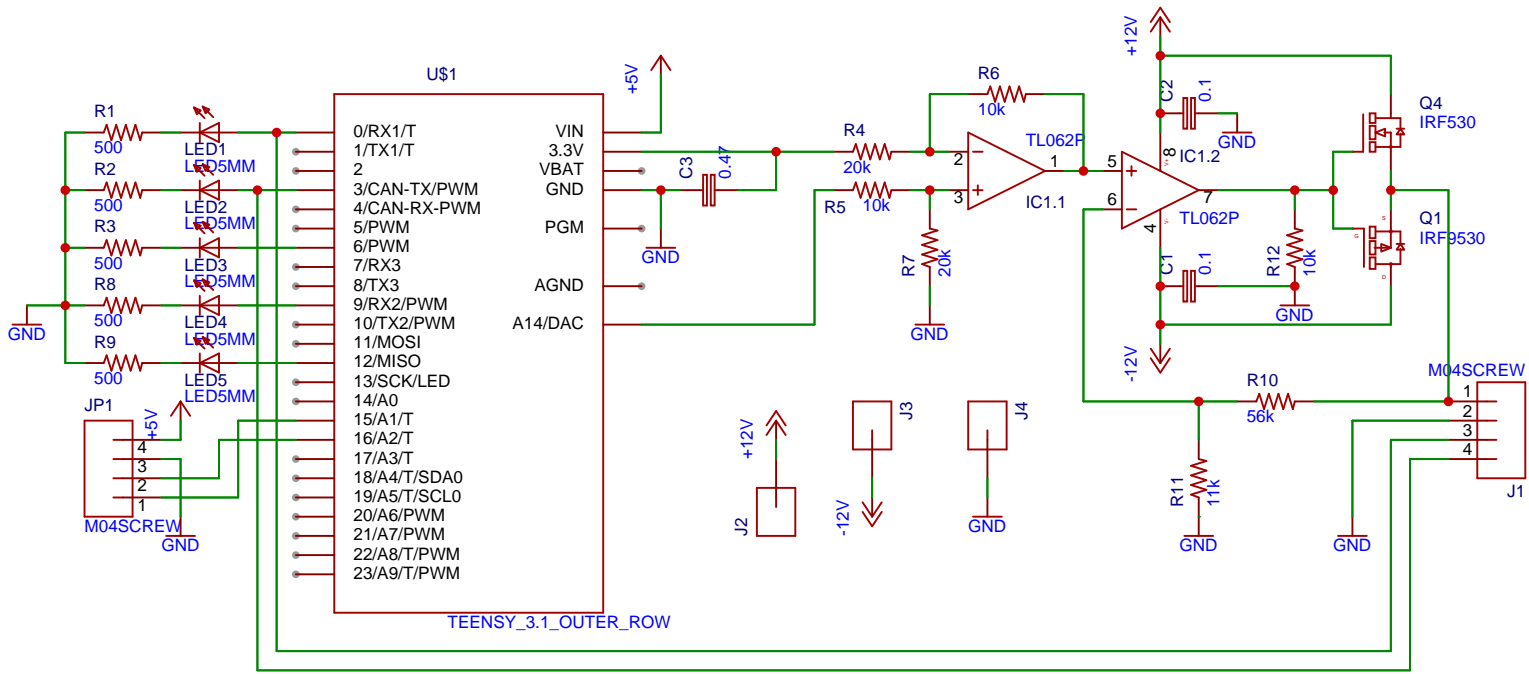 U$1
TEENSY_3.1_OUTER_ROW
0/RX1/T
1/TX1/T
2
3/CAN-TX/PWM
4/CAN-RX-PWM
5/PWM
6/PWM
7/RX3
8/TX3
9/RX2/PWM
10/TX2/PWM
11/MOSI
12/MISO
13/SCK/LED
14/A0
15/A1/T
16/A2/T
17/A3/T
18/A4/T/SDA0
19/A5/T/SCL0
20/A6/PWM
21/A7/PWM
22/A8/T/PWM
23/A9/T/PWM
VIN
3.3V
VBAT
GND
PGM
AGND
A14/DAC
R1
500
LED1
LED5MM
R2
500
LED2
LED5MM
R3
500
LED3
LED5MM
R8
500
LED4
LED5MM
R9
500
LED5
LED5MM
GND
JP1
+5V
4
3
2
1
M04SCREW
GND
+5V
GND
C3
0.47
R4
20k
R5
10k
R6
10k
R7
20k
GND
2
3
1
TL062P
IC1.1
+12V
C2
0.1
GND
5
6
7
8
4
V+
V-
IC1.2
TL062P
C1
0.1
R12
10k
GND
-12V
Q4
IRF530
Q1
IRF9530
S
G
D
R10
56k
R11
11k
GND
M04SCREW
1
2
3
4
J1
GND
+12V
J2
J3
-12V
J4
GND